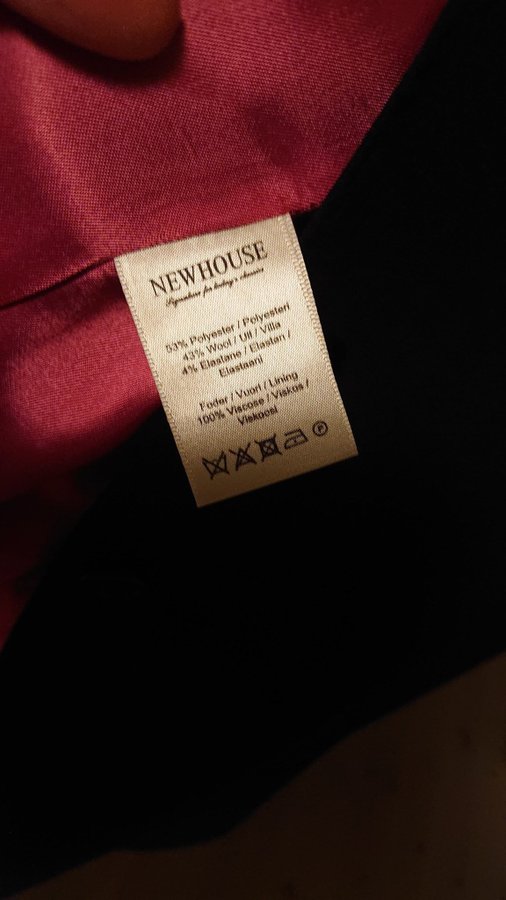 NEWHOUSE
Signature for today's classics
53% Polyester / Polyesteri
43% Wool / Ull / Villa
4% Elastane / Elastan /
Elastaani
Foder / Vuori / Lining
100% Viscose / Viskos /
Viskoosi
P